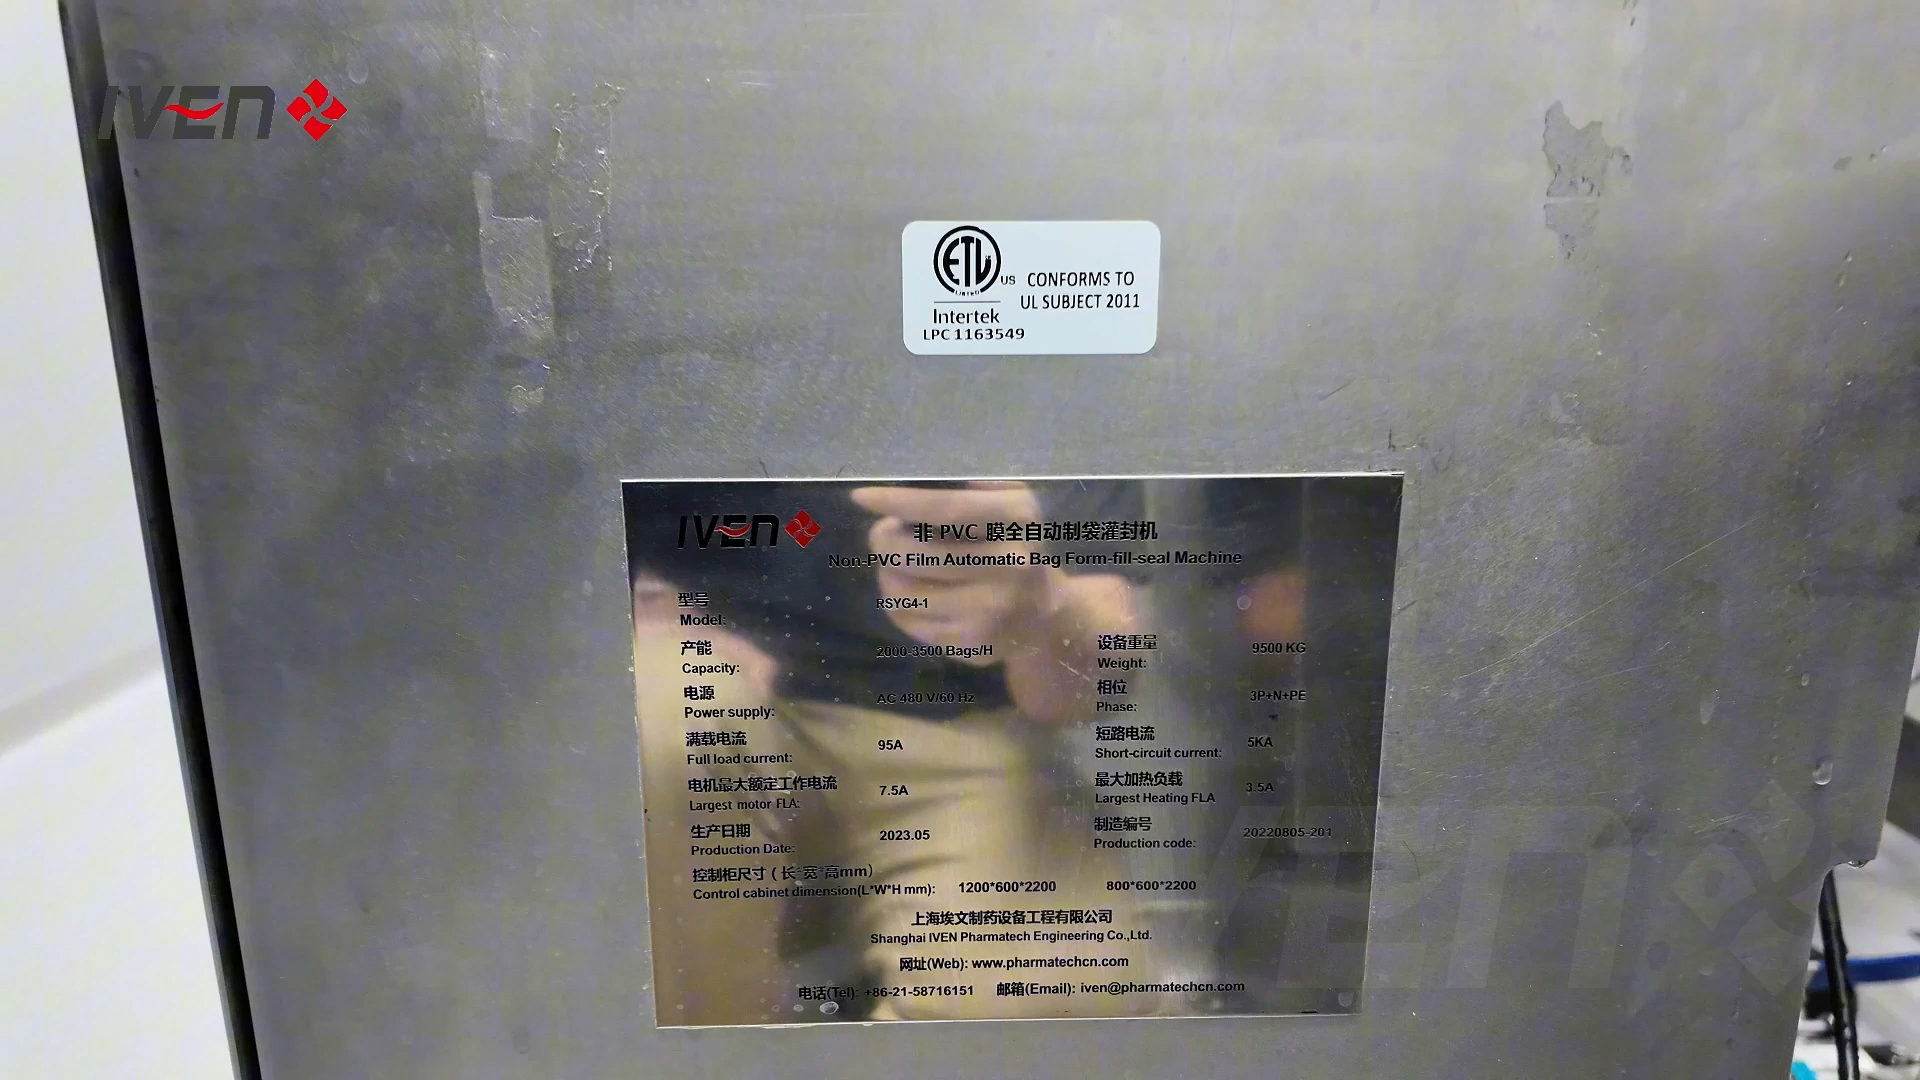 IVEN
ETL US
LISTED
CONFORMS TO
UL SUBJECT 2011
Intertek
LPC 1163549
IVEN
非 PVC 膜全自动制袋灌封机
Non-PVC Film Automatic Bag Form-fill-seal Machine
型号 RSYG4-1
Model:
产能 2000-3500 Bags/H 设备重量 9500 KG
Capacity: Weight:
电源 AC 480 V/60 Hz 相位 3P+N+PE
Power supply: Phase:
满载电流 95A 短路电流 5KA
Full load current: Short-circuit current:
电机最大额定工作电流 7.5A 最大加热负载 3.5A
Largest motor FLA: Largest Heating FLA
生产日期 2023.05 制造编号 20220805-201
Production Date: Production code:
控制柜尺寸 ( 长*宽*高mm）
Control cabinet dimension(L*W*H mm): 1200*600*2200 800*600*2200
上海埃文制药设备工程有限公司
Shanghai IVEN Pharmatech Engineering Co.,Ltd.
网址(Web): www.pharmatechcn.com
电话(Tel): +86-21-58716151 邮箱(Email): iven@pharmatechcn.com
IVEN